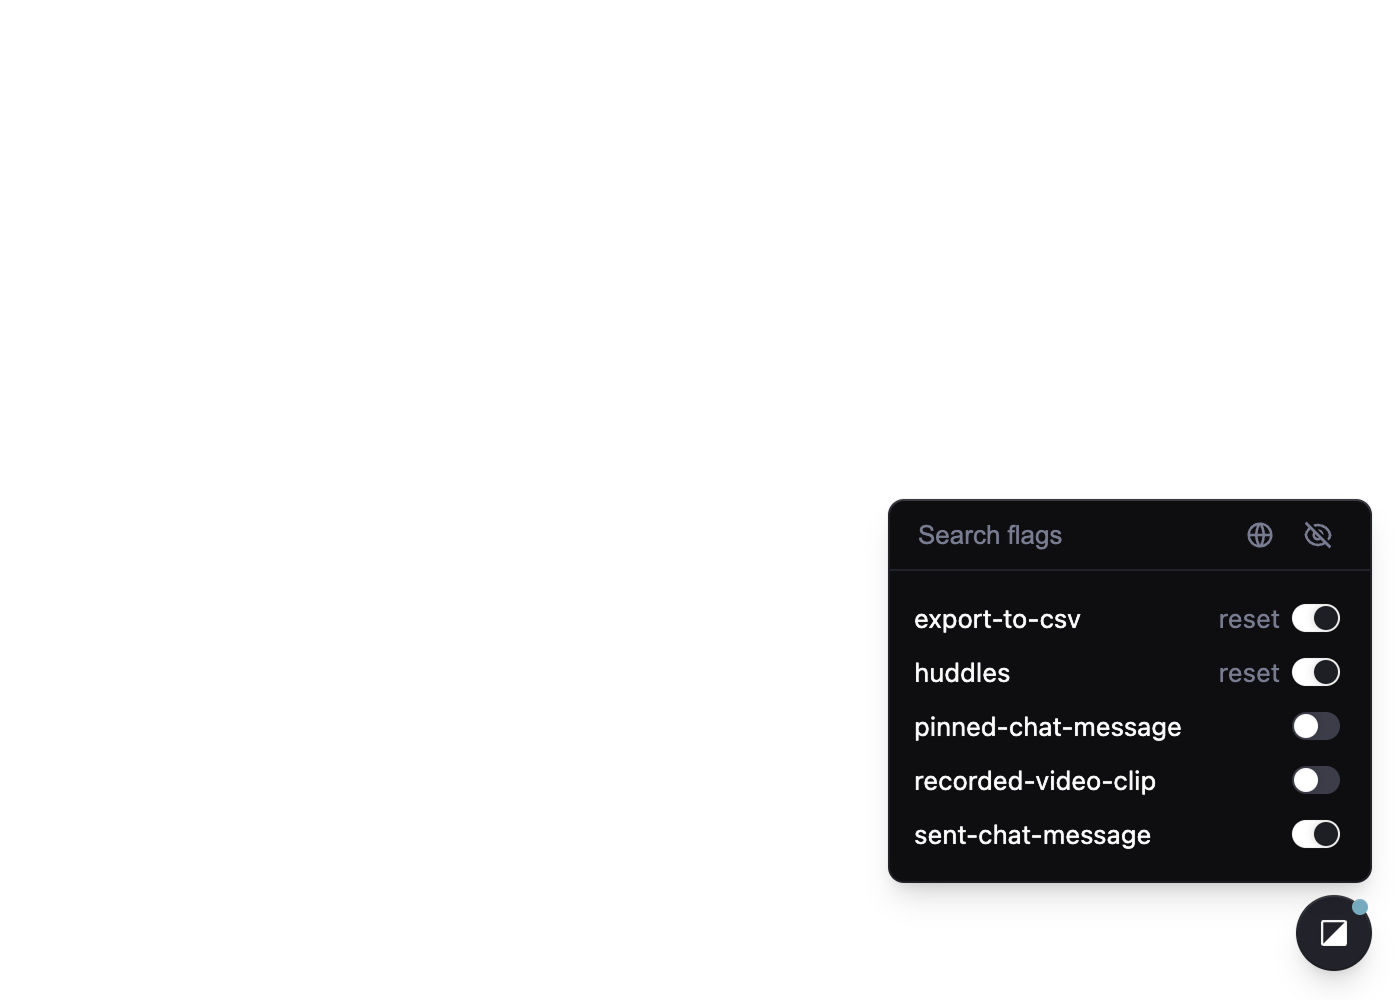 Search flags
export-to-csv reset
huddles reset
pinned-chat-message
recorded-video-clip
sent-chat-message